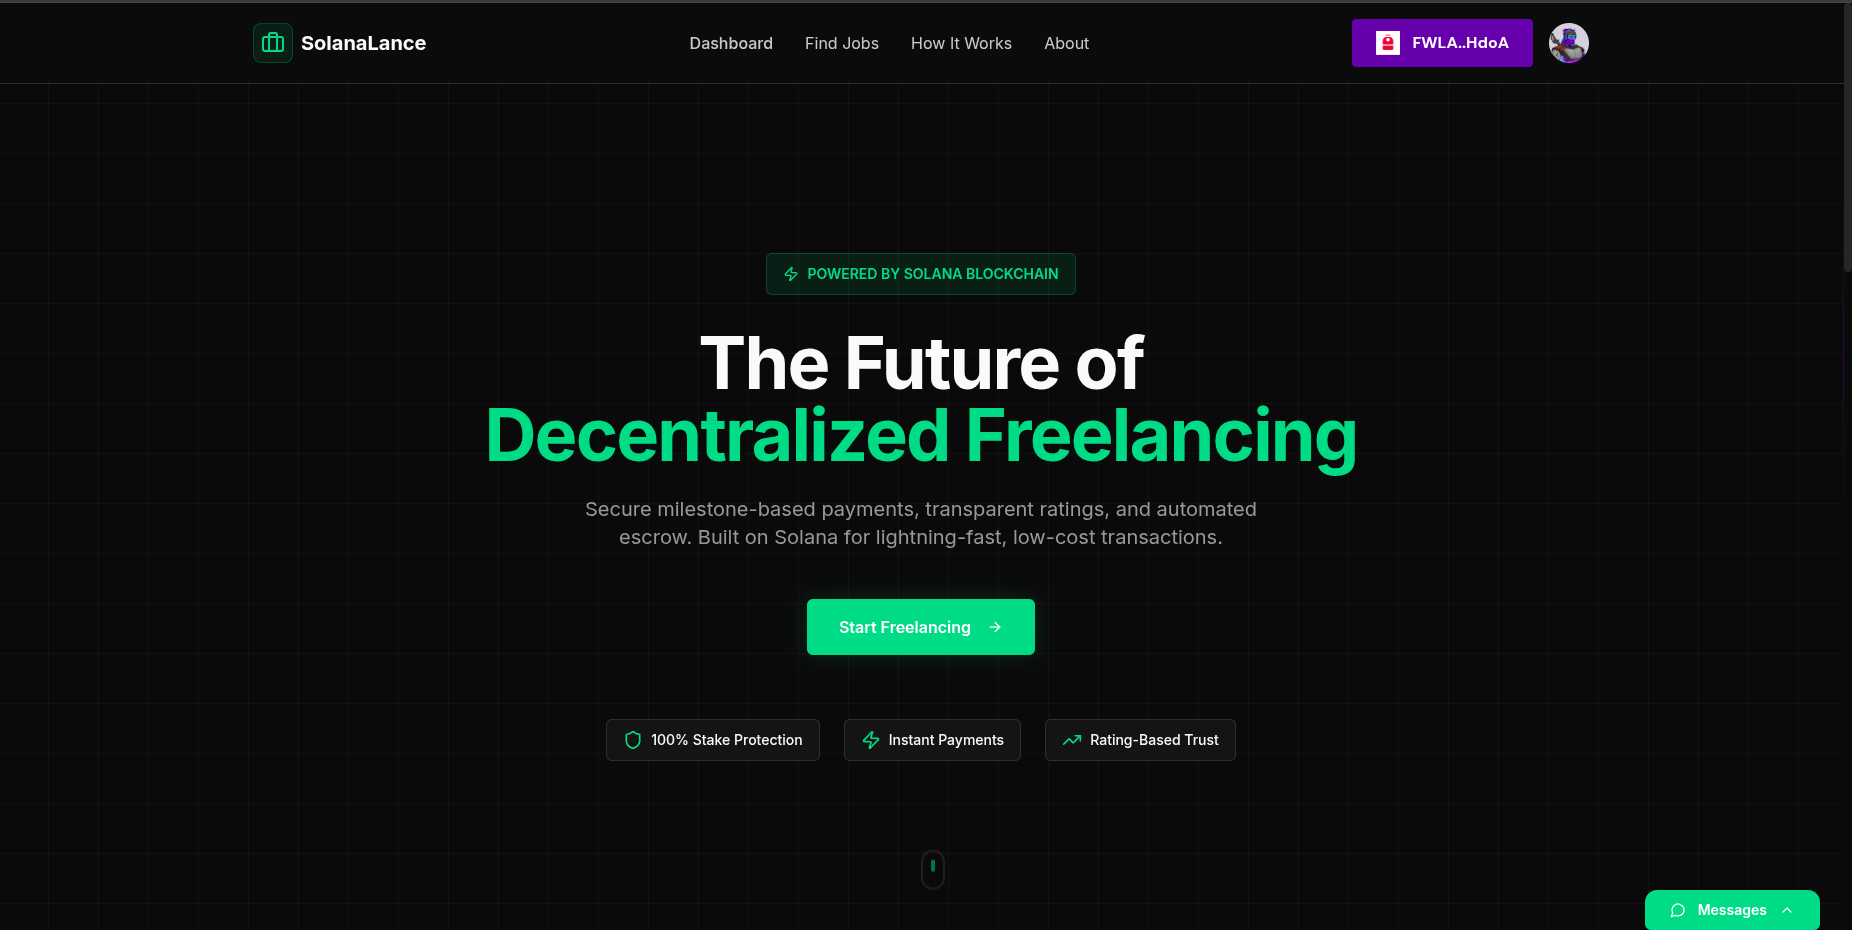 SolanaLance
Dashboard
Find Jobs
How It Works
About
FWLA..HdoA
POWERED BY SOLANA BLOCKCHAIN
The Future of
Decentralized Freelancing
Secure milestone-based payments, transparent ratings, and automated
escrow. Built on Solana for lightning-fast, low-cost transactions.
Start Freelancing
100% Stake Protection
Instant Payments
Rating-Based Trust
Messages